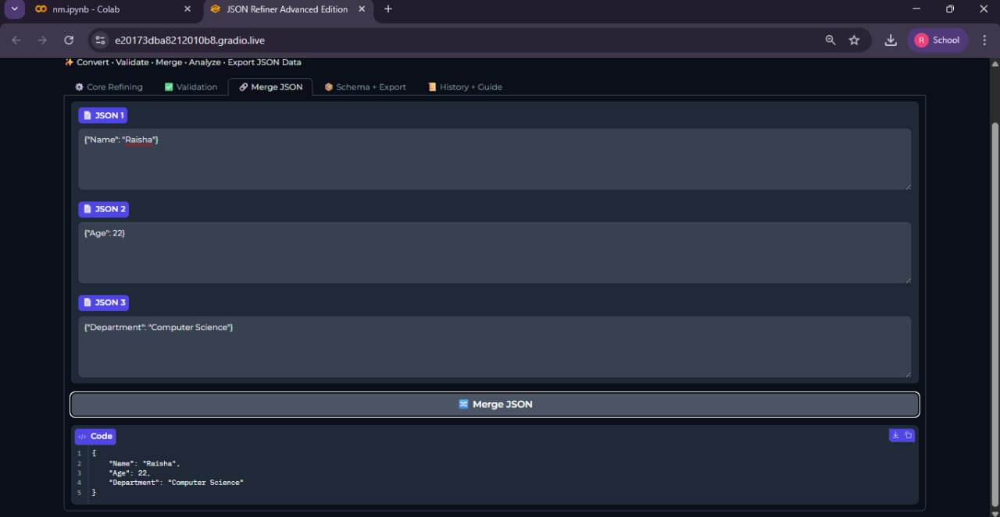 nm.ipynb - Colab
JSON Refiner Advanced Edition
e20173dba8212010b8.gradio.live
R School
✨ Convert • Validate • Merge • Analyze • Export JSON Data
⚙️ Core Refining
✅ Validation
🔗 Merge JSON
📦 Schema + Export
📜 History + Guide
📄 JSON 1
{"Name": "Raisha"}
📄 JSON 2
{"Age": 22}
📄 JSON 3
{"Department": "Computer Science"}
🔀 Merge JSON
</> Code
1 {
2 "Name": "Raisha",
3 "Age": 22,
4 "Department": "Computer Science"
5 }